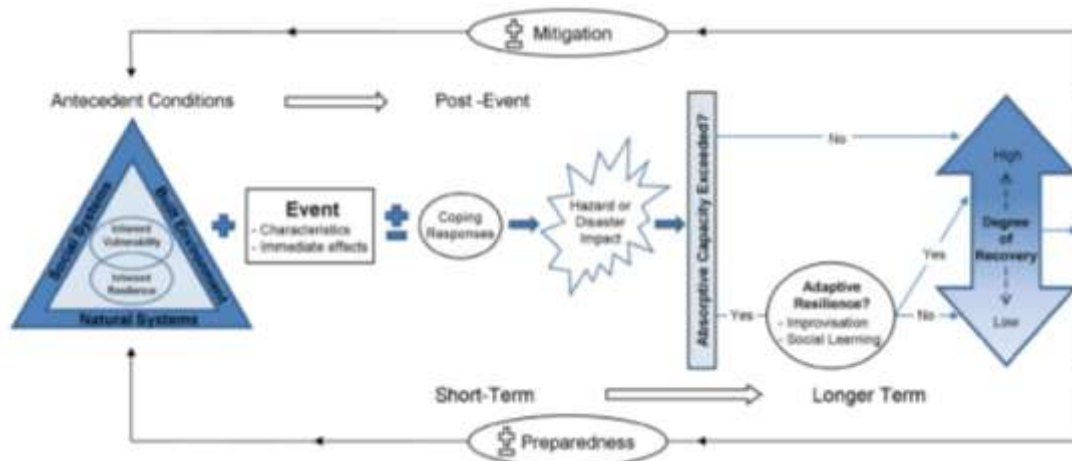 Mitigation
Antecedent Conditions
Post -Event
Social Systems
Built Environment
Natural Systems
Inherent
Vulnerability
Inherent
Resilience
Event
- Characteristics
- Immediate effects
Coping
Responses
Hazard or
Disaster
Impact
Absorptive Capacity Exceeded?
No
Yes
Adaptive
Resilience?
- Improvisation
- Social Learning
Yes
No
High
Degree
of
Recovery
Low
Short-Term
Longer Term
Preparedness